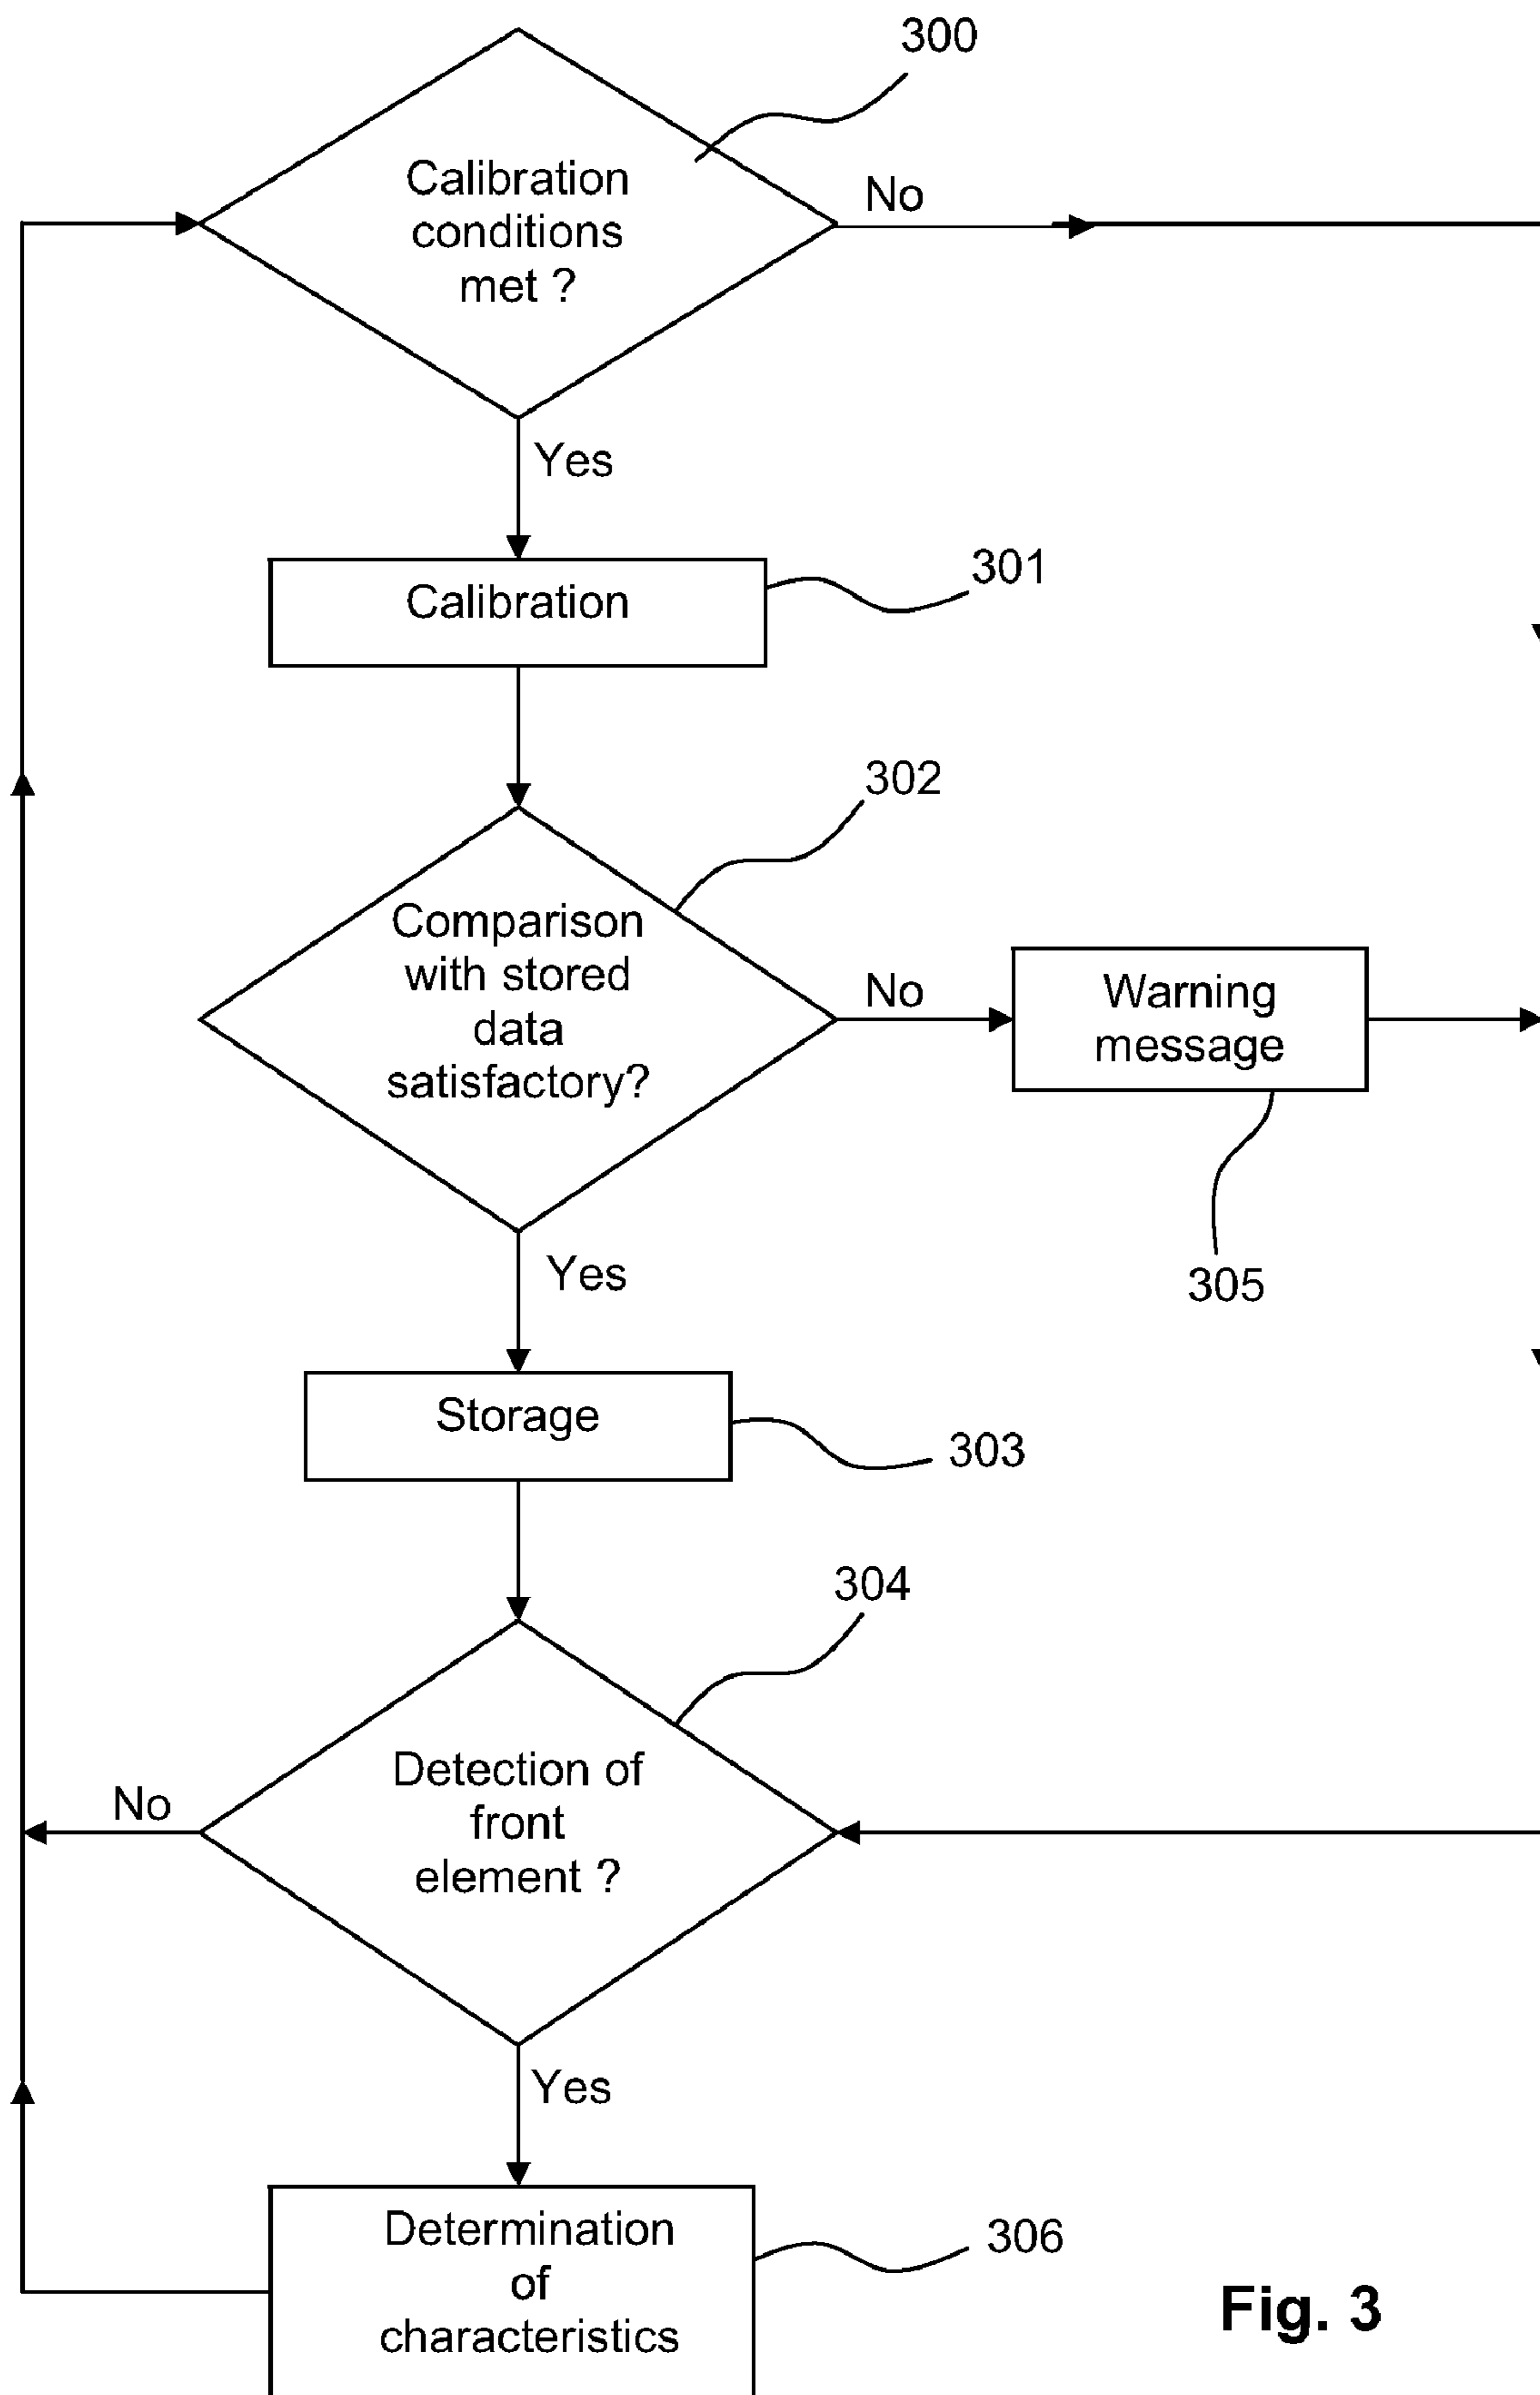 300
Calibration
conditions
met ?
No
Yes
301
Calibration
302
Comparison
with stored
data
satisfactory?
No
Warning
message
305
Yes
Storage
303
304
Detection of
front
element ?
No
Yes
Determination
of
characteristics
306
Fig. 3